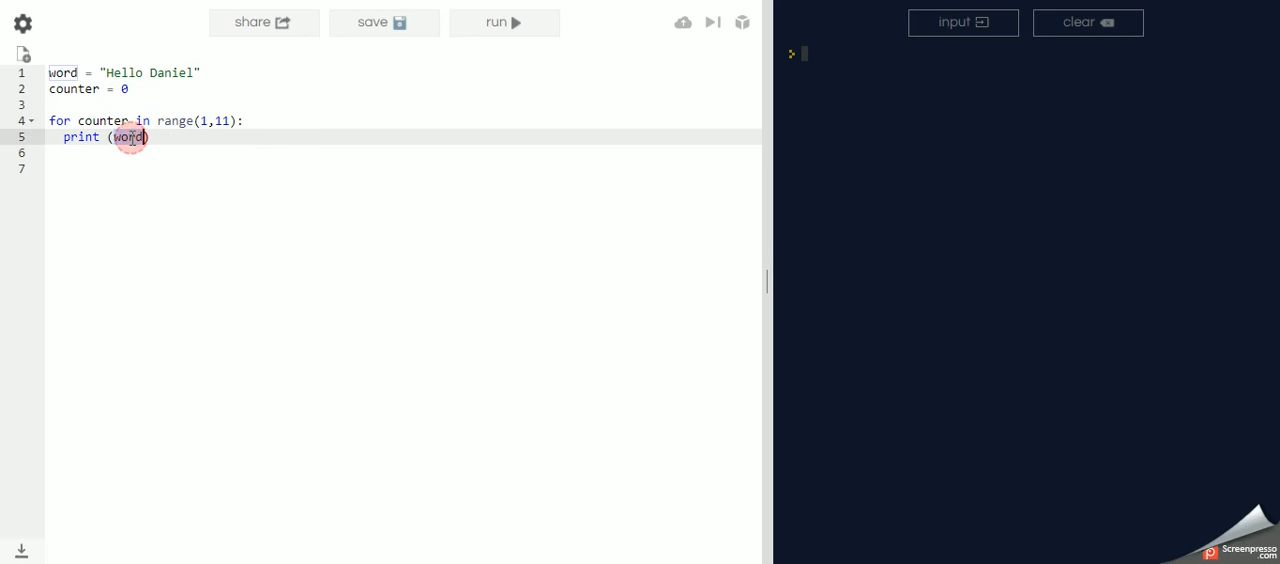 share save run input clear
1 word = "Hello Daniel"
2 counter = 0
3
4 for counter in range(1,11):
5 print (word)
6
7
Screenpresso
.com